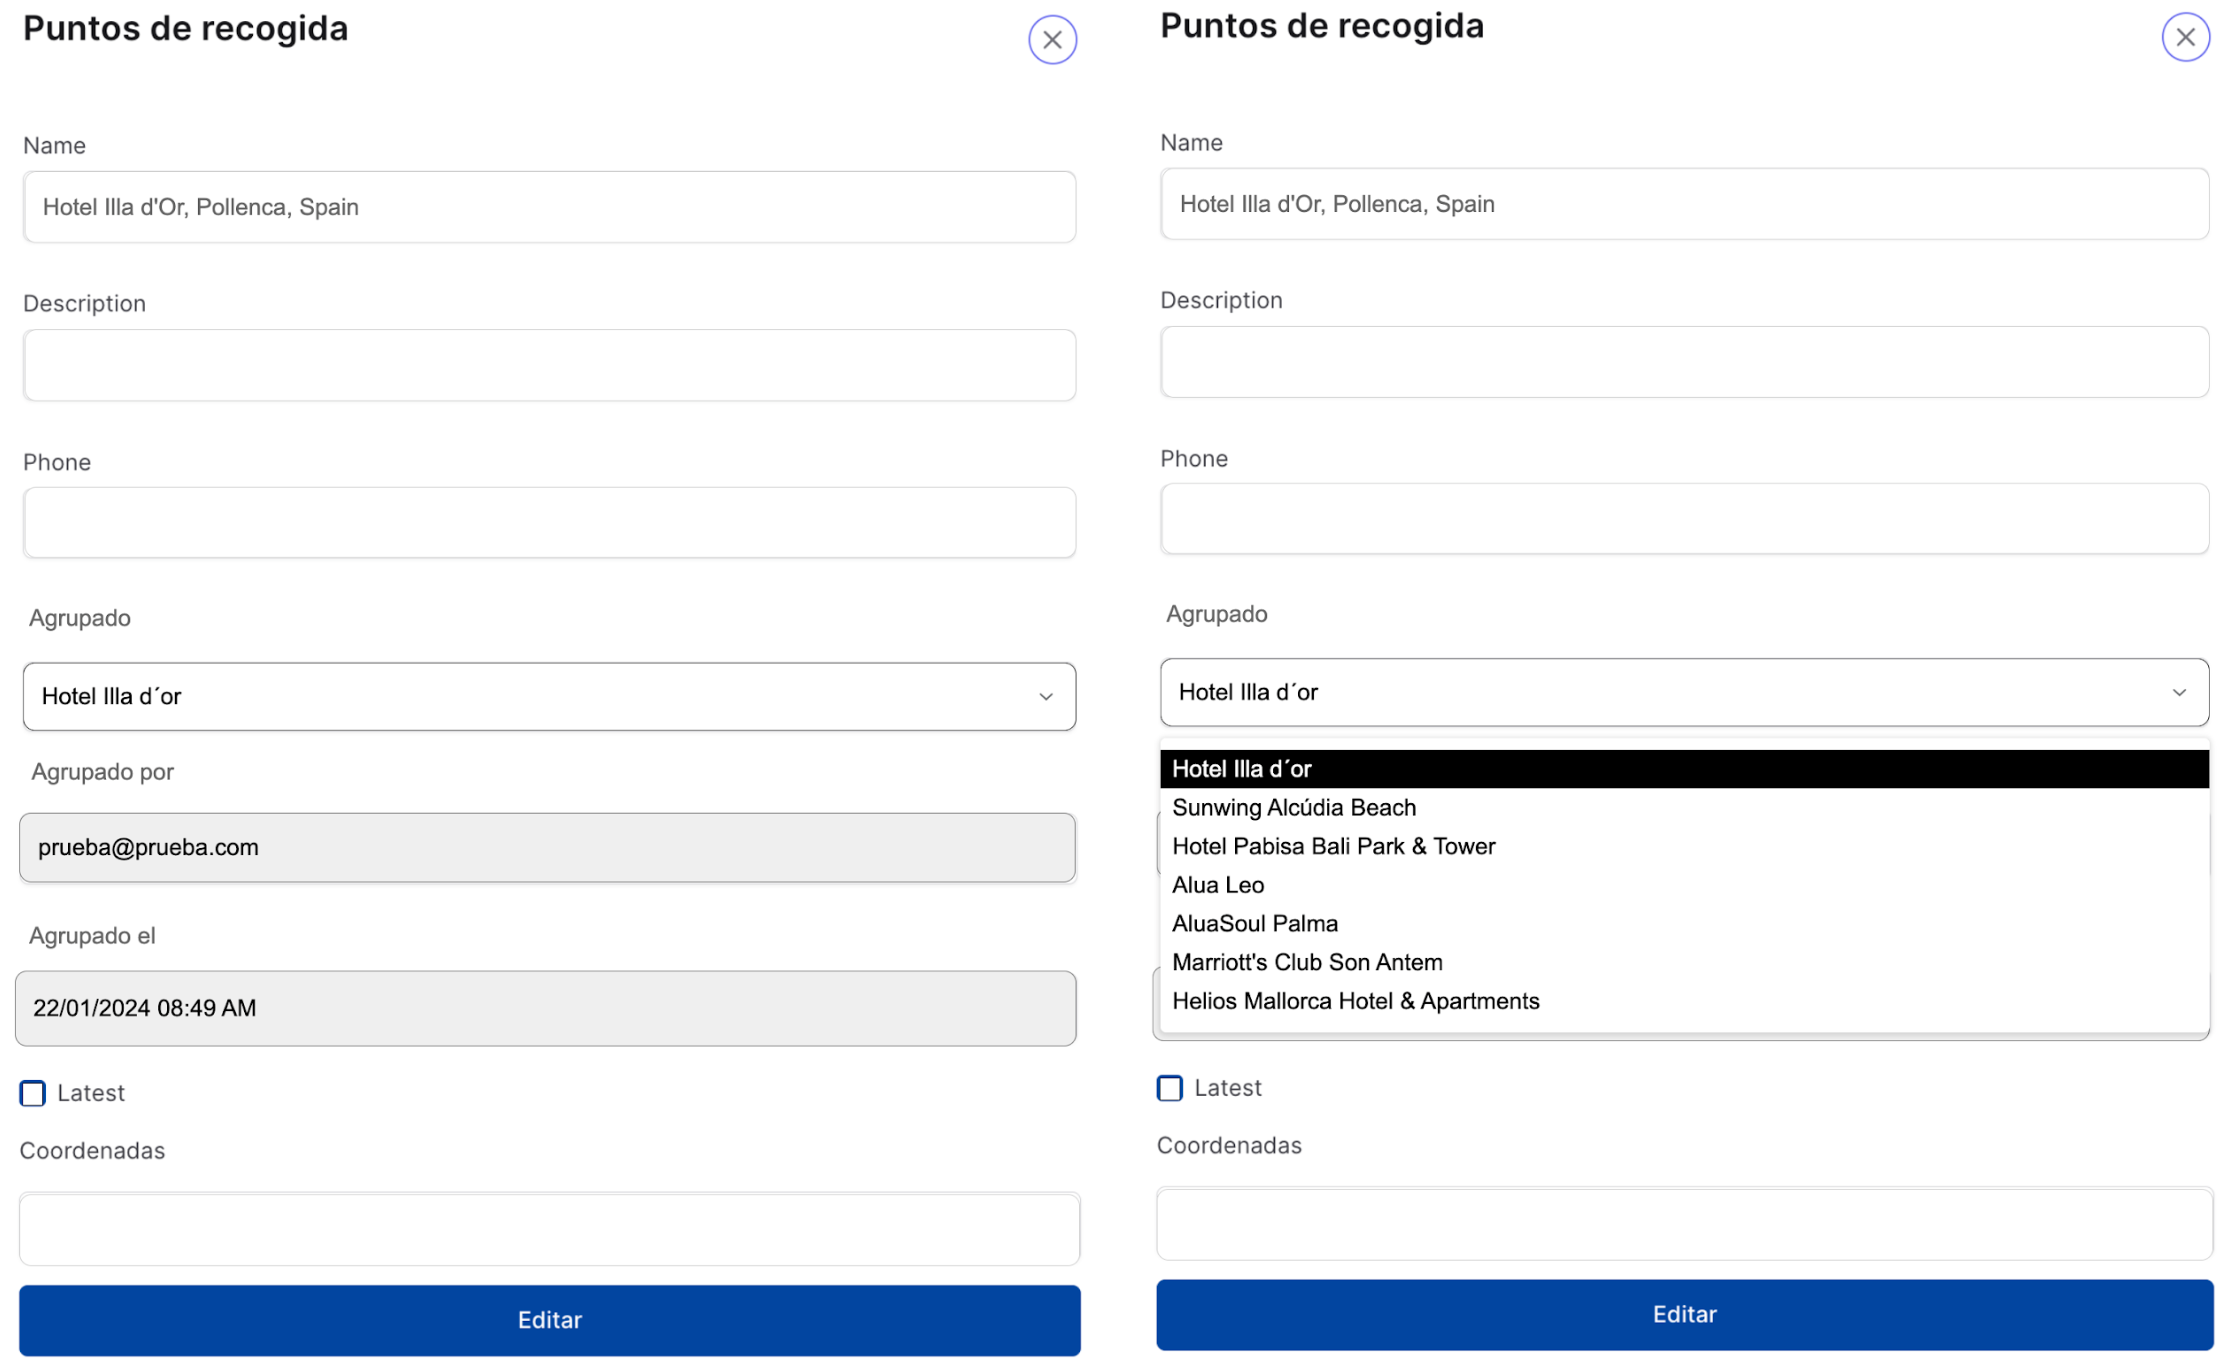 Puntos de recogida
Name
Hotel Illa d'Or, Pollenca, Spain
Description
Phone
Agrupado
Hotel Illa d´or
Agrupado por
prueba@prueba.com
Agrupado el
22/01/2024 08:49 AM
Latest
Coordenadas
Editar
Puntos de recogida
Name
Hotel Illa d'Or, Pollenca, Spain
Description
Phone
Agrupado
Hotel Illa d´or
Hotel Illa d´or
Sunwing Alcúdia Beach
Hotel Pabisa Bali Park & Tower
Alua Leo
AluaSoul Palma
Marriott's Club Son Antem
Helios Mallorca Hotel & Apartments
Latest
Coordenadas
Editar